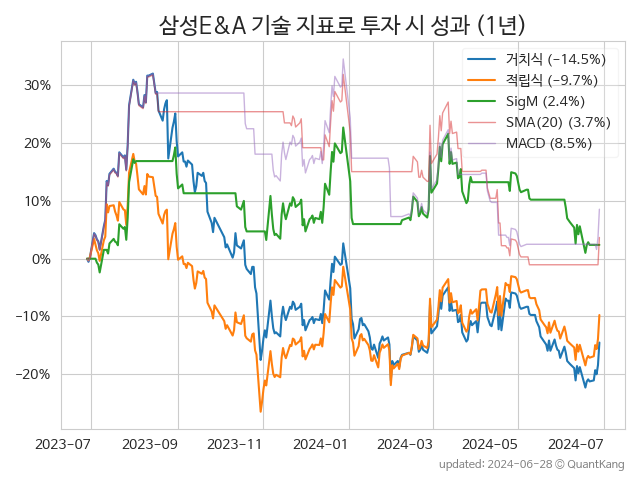 삼성E&A 기술 지표로 투자 시 성과 (1년)
거치식 (−14.5%)
적립식 (−9.7%)
SigM (2.4%)
SMA(20) (3.7%)
MACD (8.5%)
30%
20%
10%
0%
−10%
−20%
2023-07 2023-09 2023-11 2024-01 2024-03 2024-05 2024-07
updated: 2024-06-28 © QuantKang